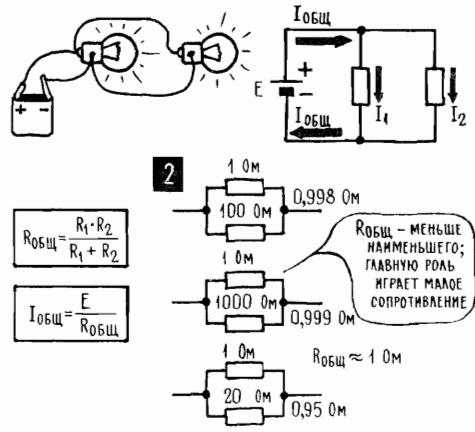 + −
Iобщ
E
+
−
I1
I2
Iобщ
2
1 Ом
100 Ом
0,998 Ом
Rобщ = R1 · R2 / R1 + R2
Iобщ = E / Rобщ
1 Ом
1000 Ом
0,999 Ом
Rобщ – меньше
наименьшего;
главную роль
играет малое
сопротивление
1 Ом
20 Ом
0,95 Ом
Rобщ ≈ 1 Ом